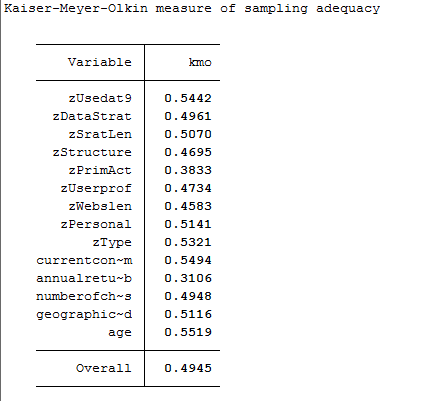 Kaiser-Meyer-Olkin measure of sampling adequacy
Variable kmo
zUsedat9 0.5442
zDataStrat 0.4961
zSratLen 0.5070
zStructure 0.4695
zPrimAct 0.3833
zUserprof 0.4734
zWebslen 0.4583
zPersonal 0.5141
zType 0.5321
currentcon~m 0.5494
annualretu~b 0.3106
numberofch~s 0.4948
geographic~d 0.5116
age 0.5519
Overall 0.4945